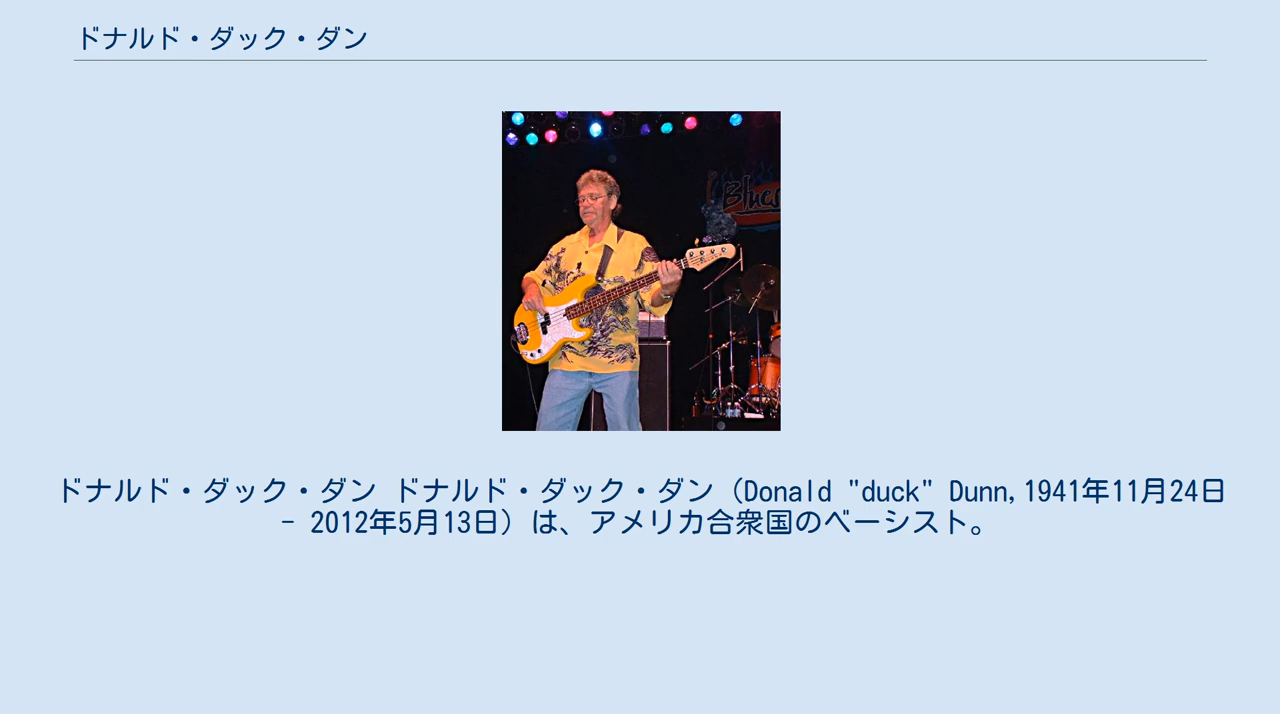 ドナルド・ダック・ダン
Blues
ドナルド・ダック・ダン ドナルド・ダック・ダン（Donald "duck" Dunn,1941年11月24日
- 2012年5月13日）は、アメリカ合衆国のベーシスト。